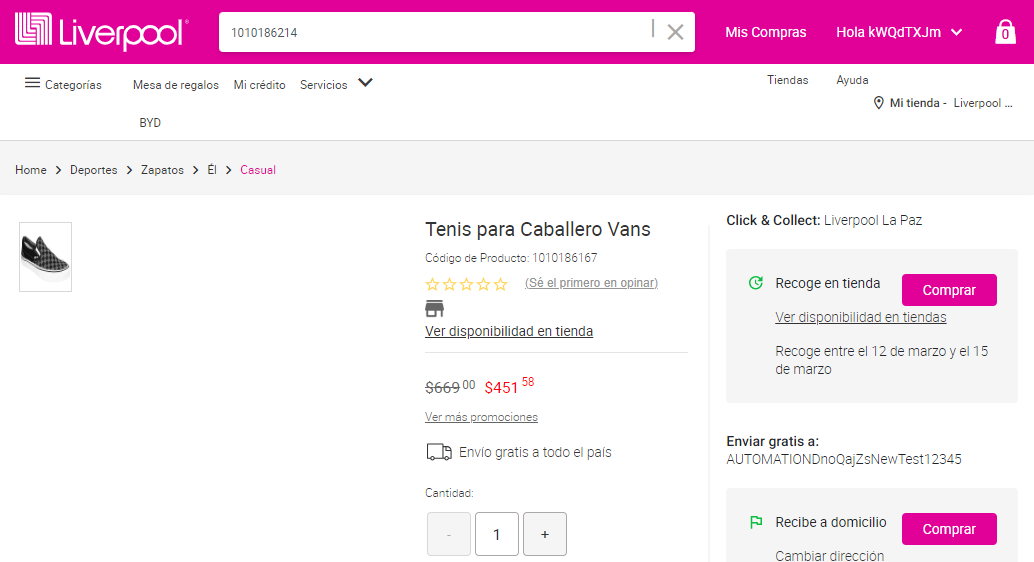 Liverpool
1010186214
Mis Compras
Hola kWQdTXJm
0
Categorías
Mesa de regalos
Mi crédito
Servicios
Tiendas
Ayuda
Mi tienda - Liverpool ...
BYD
Home > Deportes > Zapatos > Él > Casual
Tenis para Caballero Vans
Código de Producto: 1010186167
(Sé el primero en opinar)
Ver disponibilidad en tienda
$669 00 $451 58
Ver más promociones
Envío gratis a todo el país
Cantidad:
- 1 +
Click & Collect: Liverpool La Paz
Recoge en tienda
Comprar
Ver disponibilidad en tiendas
Recoge entre el 12 de marzo y el 15
de marzo
Enviar gratis a:
AUTOMATIONDnoQajZsNewTest12345
Recibe a domicilio
Comprar
Cambiar dirección